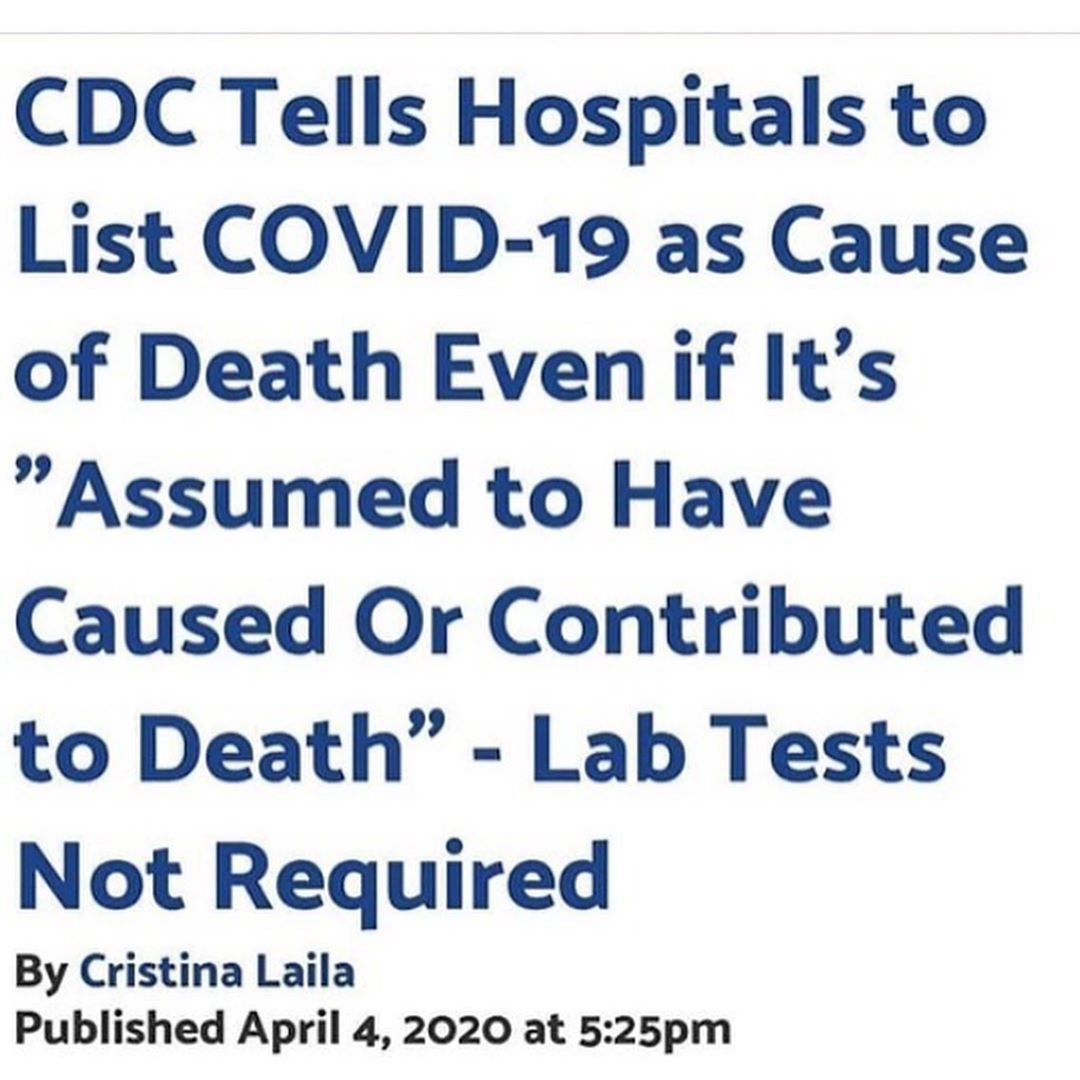 CDC Tells Hospitals to
List COVID-19 as Cause
of Death Even if It’s
”Assumed to Have
Caused Or Contributed
to Death” - Lab Tests
Not Required
By Cristina Laila
Published April 4, 2020 at 5:25pm